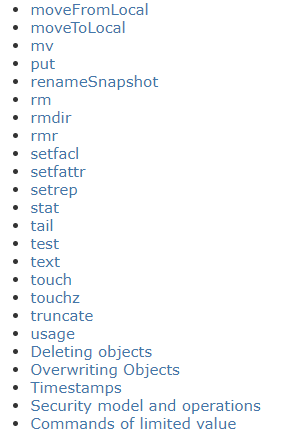 moveFromLocal
moveToLocal
mv
put
renameSnapshot
rm
rmdir
rmr
setfacl
setfattr
setrep
stat
tail
test
text
touch
touchz
truncate
usage
Deleting objects
Overwriting Objects
Timestamps
Security model and operations
Commands of limited value